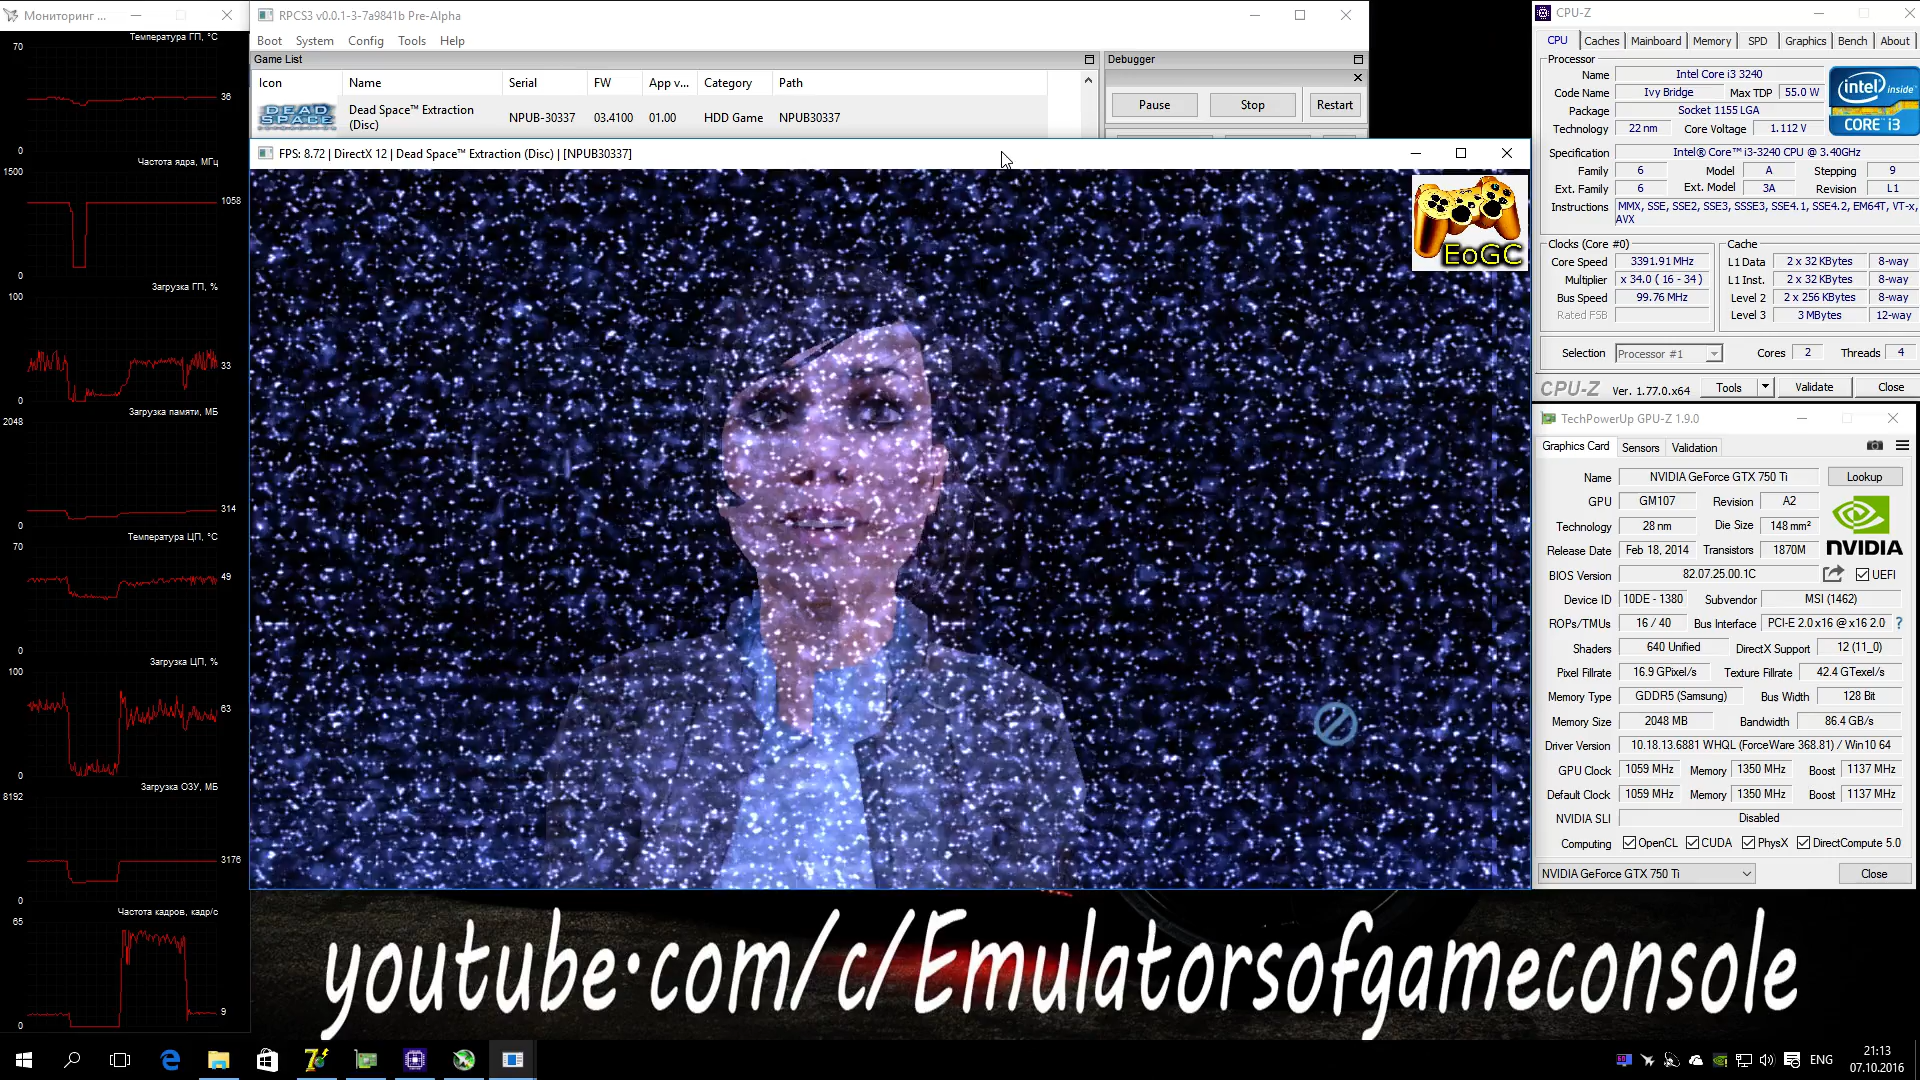 Мониторинг ...
Температура ГП, °C
70
36
0
Частота ядра, МГц
1500
1058
0
Загрузка ГП, %
100
33
0
Загрузка памяти, МБ
2048
314
0
Температура ЦП, °C
70
49
0
Загрузка ЦП, %
100
63
0
Загрузка ОЗУ, МБ
8192
3176
0
Частота кадров, кадр/с
65
9
0
RPCS3 v0.0.1-3-7a9841b Pre-Alpha
Boot System Config Tools Help
Game List
Icon Name Serial FW App v... Category Path
DEAD SPACE
Dead Space™ Extraction (Disc) NPUB-30337 03.4100 01.00 HDD Game NPUB30337
Debugger
Pause Stop Restart
FPS: 8.72 | DirectX 12 | Dead Space™ Extraction (Disc) | [NPUB30337]
EoGC
CPU-Z
CPU Caches Mainboard Memory SPD Graphics Bench About
Processor
Name Intel Core i3 3240
Code Name Ivy Bridge Max TDP 55.0 W
Package Socket 1155 LGA
Technology 22 nm Core Voltage 1.112 V
intel inside™
CORE i3
Specification Intel® Core™ i3-3240 CPU @ 3.40GHz
Family 6 Model A Stepping 9
Ext. Family 6 Ext. Model 3A Revision L1
Instructions MMX, SSE, SSE2, SSE3, SSSE3, SSE4.1, SSE4.2, EM64T, VT-x,
AVX
Clocks (Core #0) Cache
Core Speed 3391.91 MHz L1 Data 2 x 32 KBytes 8-way
Multiplier x 34.0 ( 16 - 34 ) L1 Inst. 2 x 32 KBytes 8-way
Bus Speed 99.76 MHz Level 2 2 x 256 KBytes 8-way
Rated FSB Level 3 3 MBytes 12-way
Selection Processor #1 Cores 2 Threads 4
CPU-Z Ver. 1.77.0.x64 Tools Validate Close
TechPowerUp GPU-Z 1.9.0
Graphics Card Sensors Validation
Name NVIDIA GeForce GTX 750 Ti Lookup
GPU GM107 Revision A2
Technology 28 nm Die Size 148 mm²
Release Date Feb 18, 2014 Transistors 1870M
NVIDIA
BIOS Version 82.07.25.00.1C UEFI
Device ID 10DE - 1380 Subvendor MSI (1462)
ROPs/TMUs 16 / 40 Bus Interface PCI-E 2.0 x16 @ x16 2.0 ?
Shaders 640 Unified DirectX Support 12 (11_0)
Pixel Fillrate 16.9 GPixel/s Texture Fillrate 42.4 GTexel/s
Memory Type GDDR5 (Samsung) Bus Width 128 Bit
Memory Size 2048 MB Bandwidth 86.4 GB/s
Driver Version 10.18.13.6881 WHQL (ForceWare 368.81) / Win10 64
GPU Clock 1059 MHz Memory 1350 MHz Boost 1137 MHz
Default Clock 1059 MHz Memory 1350 MHz Boost 1137 MHz
NVIDIA SLI Disabled
Computing OpenCL CUDA PhysX DirectCompute 5.0
NVIDIA GeForce GTX 750 Ti Close
youtube.com/c/Emulatorsofgameconsole
ENG
21:13
07.10.2016